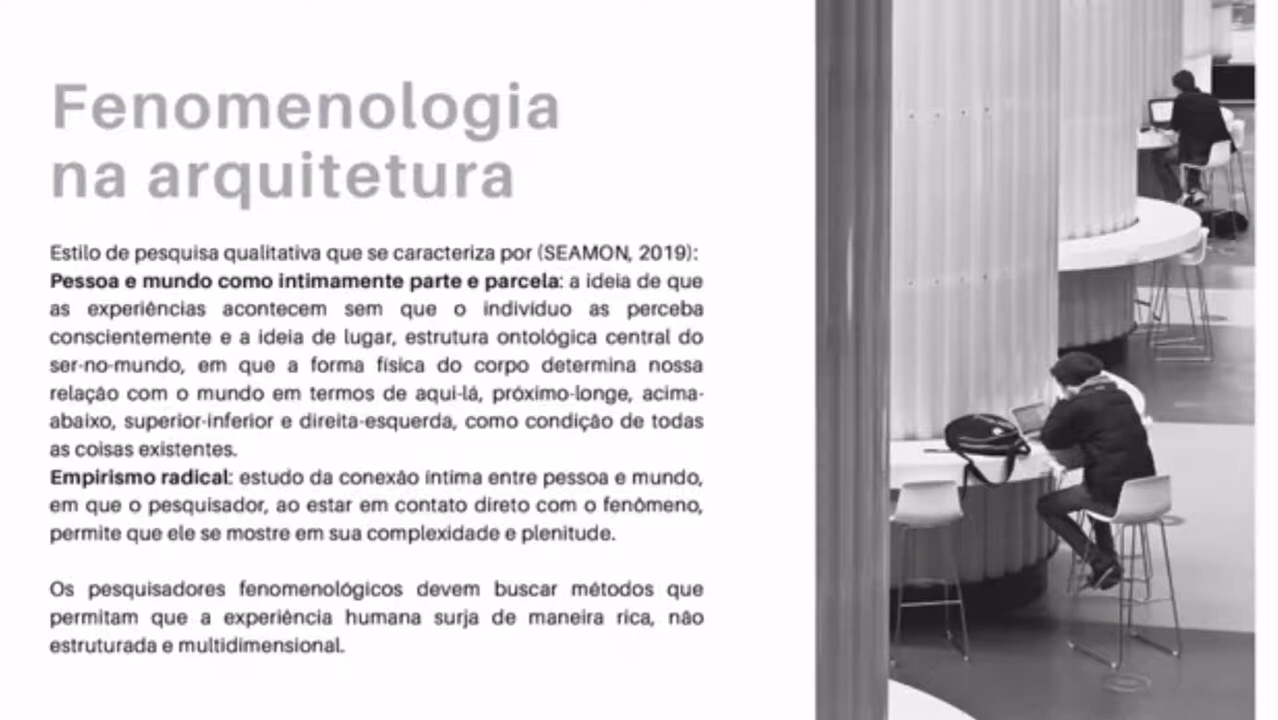 Fenomenologia
na arquitetura
Estilo de pesquisa qualitativa que se caracteriza por (SEAMON, 2019):
Pessoa e mundo como intimamente parte e parcela: a ideia de que
as experiências acontecem sem que o indivíduo as perceba
conscientemente e a ideia de lugar, estrutura ontológica central do
ser-no-mundo, em que a forma física do corpo determina nossa
relação com o mundo em termos de aqui-lá, próximo-longe, acima-
abaixo, superior-inferior e direita-esquerda, como condição de todas
as coisas existentes.
Empirismo radical: estudo da conexão íntima entre pessoa e mundo,
em que o pesquisador, ao estar em contato direto com o fenômeno,
permite que ele se mostre em sua complexidade e plenitude.
Os pesquisadores fenomenológicos devem buscar métodos que
permitam que a experiência humana surja de maneira rica, não
estruturada e multidimensional.